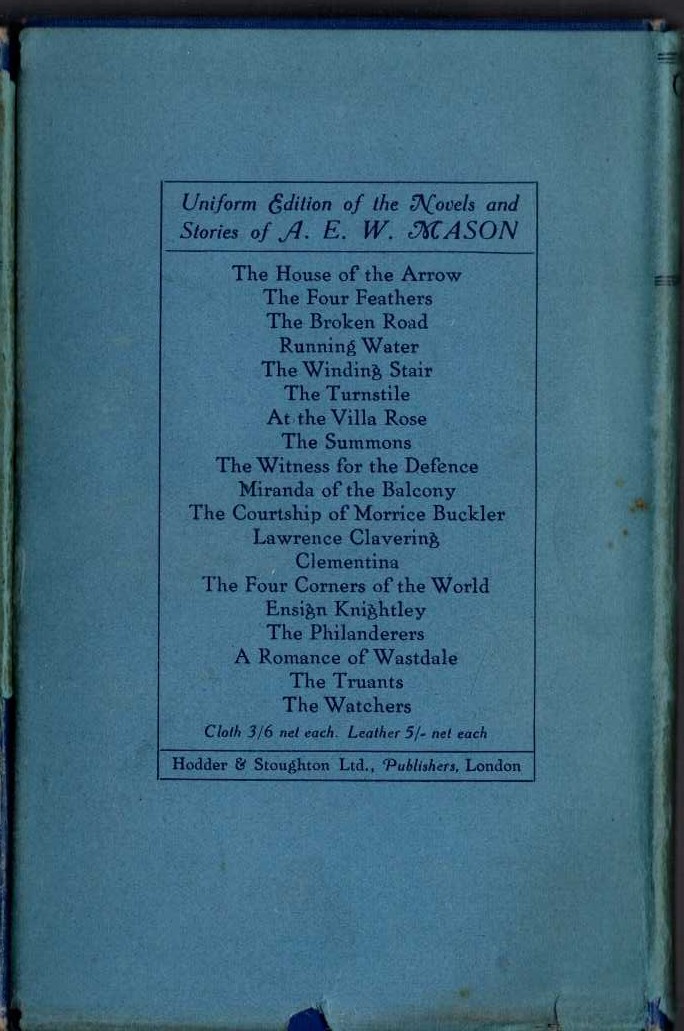 Uniform Edition of the Novels and
Stories of A. E. W. MASON
The House of the Arrow
The Four Feathers
The Broken Road
Running Water
The Winding Stair
The Turnstile
At the Villa Rose
The Summons
The Witness for the Defence
Miranda of the Balcony
The Courtship of Morrice Buckler
Lawrence Clavering
Clementina
The Four Corners of the World
Ensign Knightley
The Philanderers
A Romance of Wastdale
The Truants
The Watchers
Cloth 3/6 net each. Leather 5/- net each
Hodder & Stoughton Ltd., Publishers, London